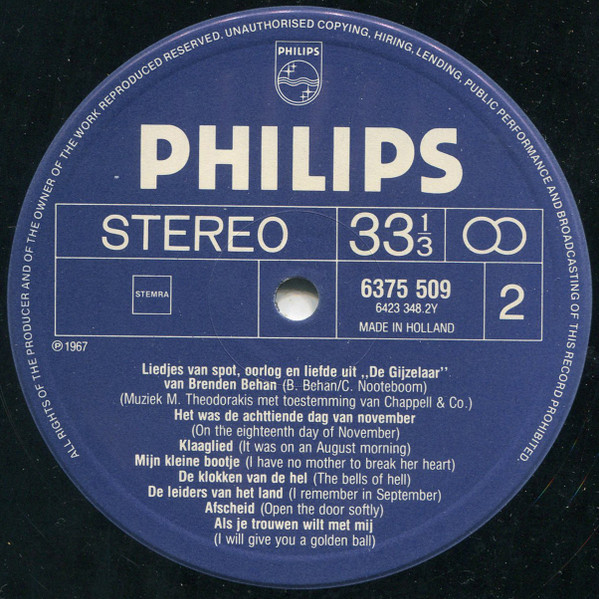 ALL RIGHTS OF THE PRODUCER AND OF THE OWNER OF THE WORK REPRODUCED RESERVED. UNAUTHORISED COPYING, HIRING, LENDING, PUBLIC PERFORMANCE AND BROADCASTING OF THIS RECORD PROHIBITED.
PHILIPS
PHILIPS
STEREO 33 1/3
STEMRA
6375 509
6423 348.2Y
MADE IN HOLLAND
2
℗ 1967
Liedjes van spot, oorlog en liefde uit ,,De Gijzelaar''
van Brenden Behan (B. Behan/C. Nooteboom)
(Muziek M. Theodorakis met toestemming van Chappell & Co.)
Het was de achttiende dag van november
(On the eighteenth day of November)
Klaaglied (It was on an August morning)
Mijn kleine bootje (I have no mother to break her heart)
De klokken van de hel (The bells of hell)
De leiders van het land (I remember in September)
Afscheid (Open the door softly)
Als je trouwen wilt met mij
(I will give you a golden ball)